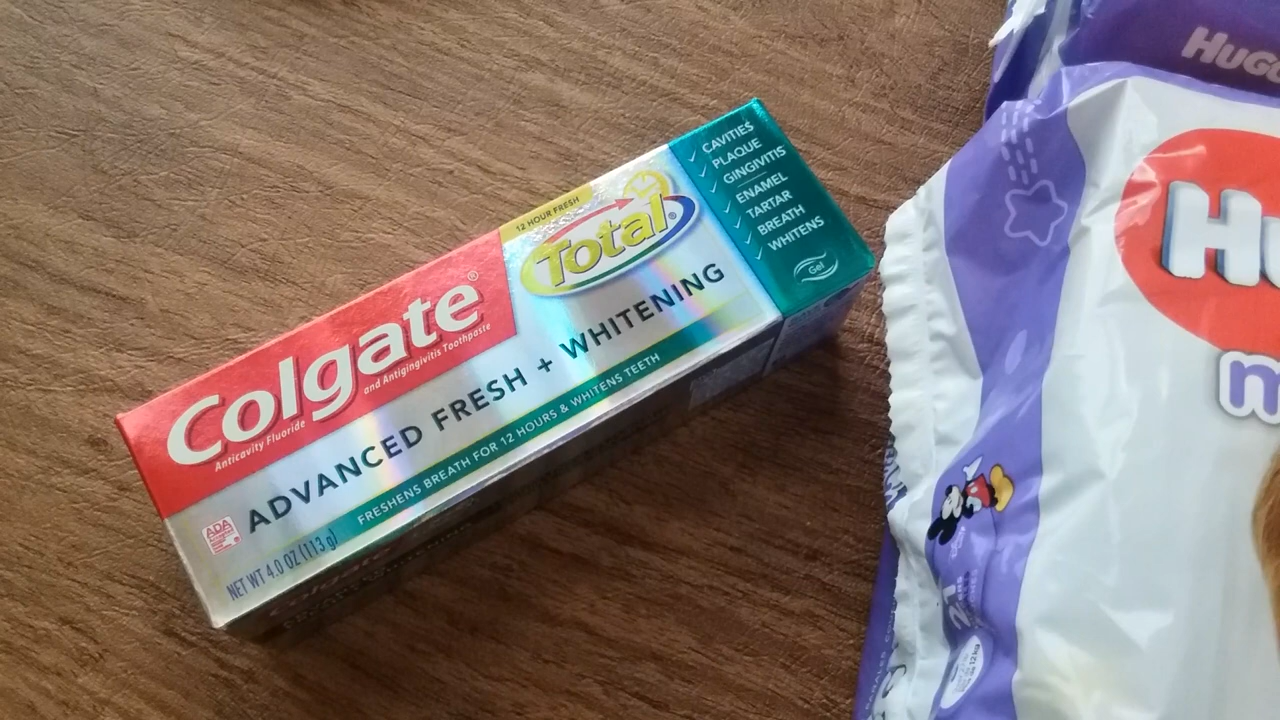 Colgate®
Anticavity Fluoride and Antigingivitis Toothpaste
12 HOUR FRESH
Total®
ADVANCED FRESH + WHITENING
FRESHENS BREATH FOR 12 HOURS & WHITENS TEETH
ADA
NET WT 4.0 OZ (113 g)
✓ CAVITIES
✓ PLAQUE
✓ GINGIVITIS
✓ ENAMEL
✓ TARTAR
✓ BREATH
✓ WHITENS
Gel
HUGG
Hu
m